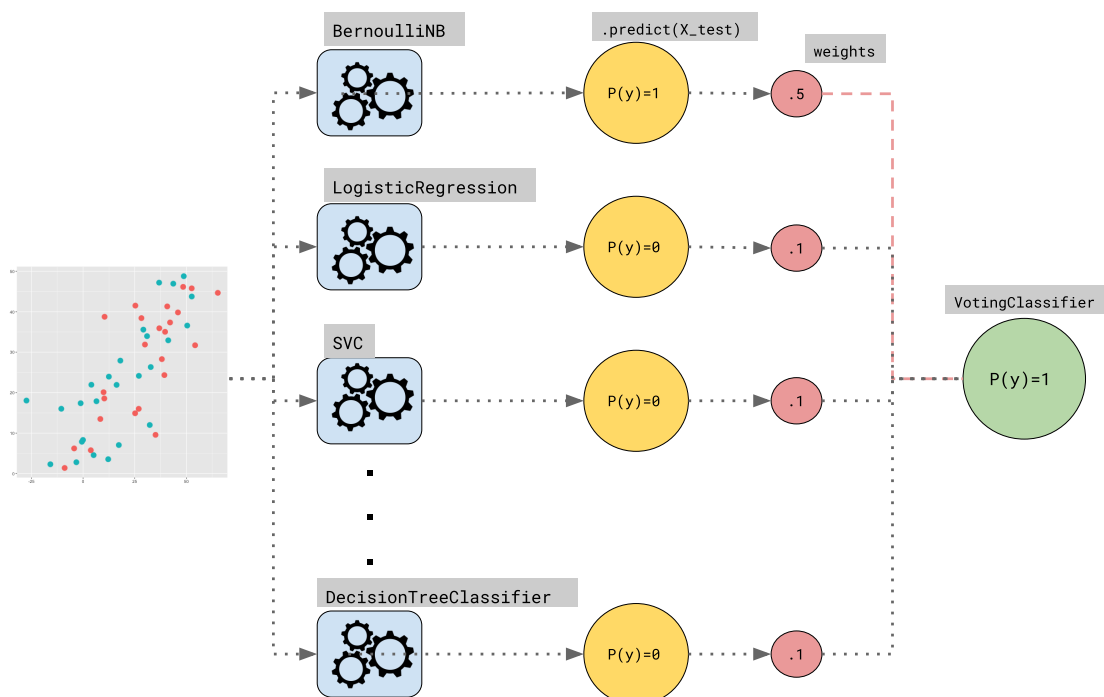 BernoulliNB
.predict(X_test)
weights
P(y)=1
.5
LogisticRegression
P(y)=0
.1
VotingClassifier
SVC
P(y)=1
P(y)=0
.1
DecisionTreeClassifier
P(y)=0
.1